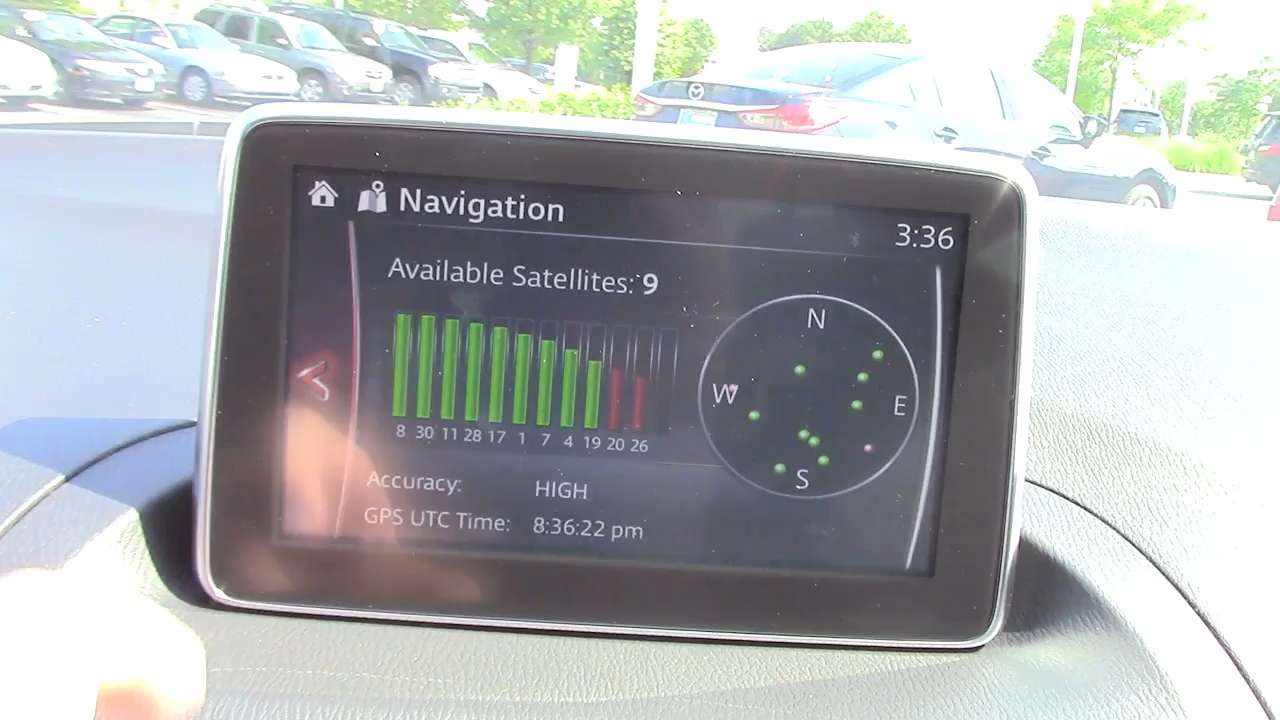 Navigation
3:36
Available Satellites: 9
8 30 11 28 17 1 7 4 19 20 26
N
W
E
S
Accuracy: HIGH
GPS UTC Time: 8:36:22 pm